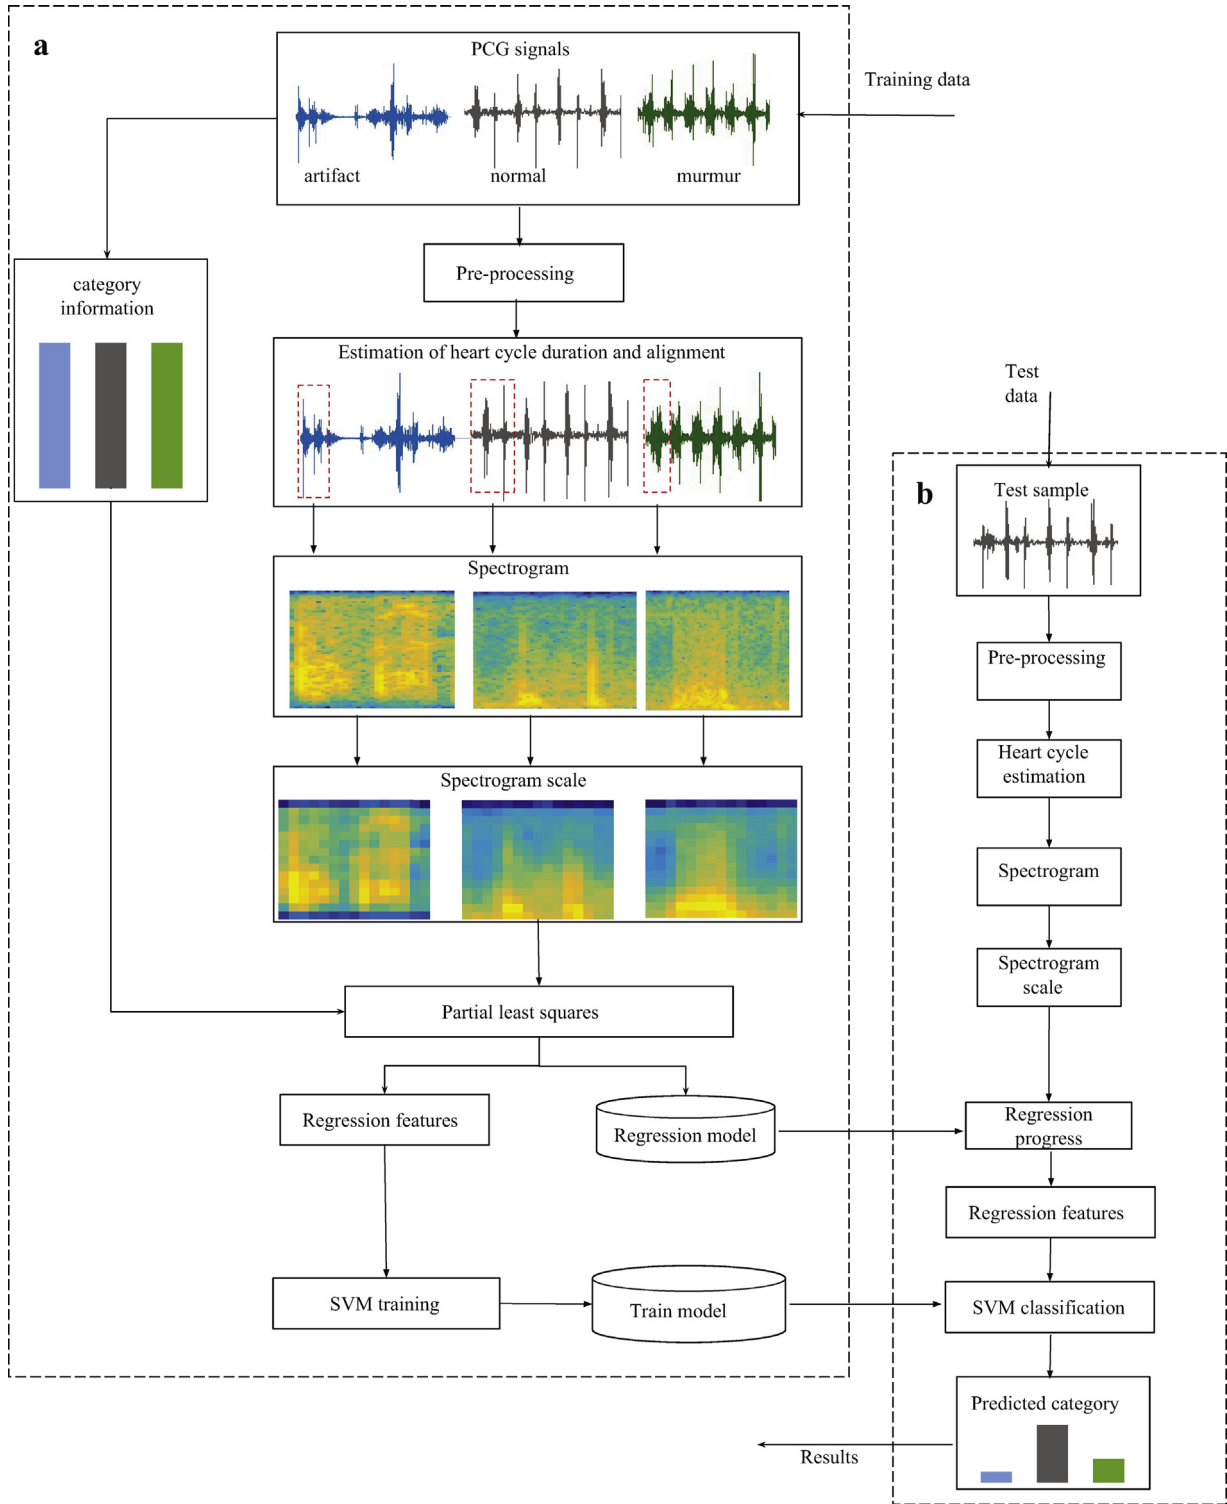 a
PCG signals
Training data
artifact
normal
murmur
category
information
Pre-processing
Estimation of heart cycle duration and alignment
Spectrogram
Spectrogram scale
Partial least squares
Regression features
Regression model
SVM training
Train model
Test
data
b
Test sample
Pre-processing
Heart cycle
estimation
Spectrogram
Spectrogram
scale
Regression
progress
Regression features
SVM classification
Predicted category
Results